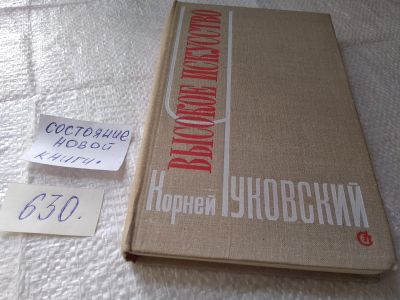 СОСТОЯНИЕ
НОВОЙ
КНИГИ.
630.
ВЫСОКОЕ ИСКУССТВО
Корней Чуковский